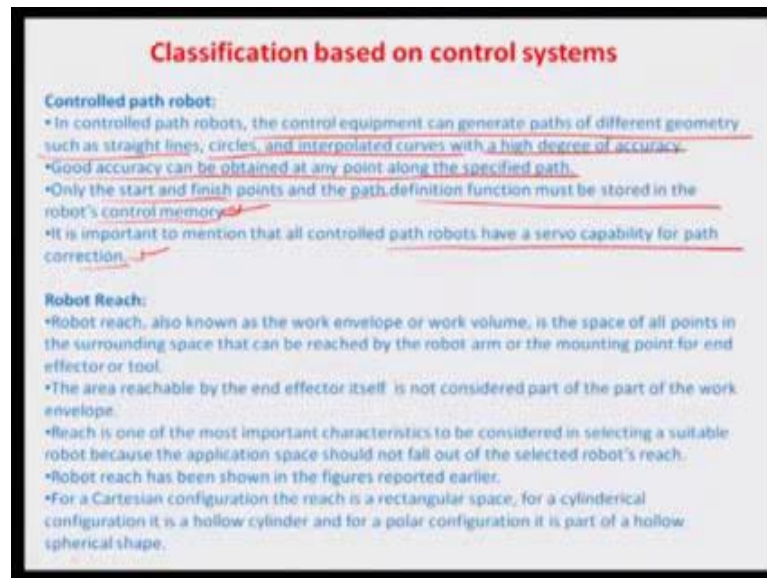 Classification based on control systems
Controlled path robot:
•In controlled path robots, the control equipment can generate paths of different geometry
such as straight lines, circles, and interpolated curves with a high degree of accuracy.
•Good accuracy can be obtained at any point along the specified path.
•Only the start and finish points and the path definition function must be stored in the
robot's control memory.
•It is important to mention that all controlled path robots have a servo capability for path
correction.
Robot Reach:
•Robot reach, also known as the work envelope or work volume, is the space of all points in
the surrounding space that can be reached by the robot arm or the mounting point for end
effector or tool.
•The area reachable by the end effector itself is not considered part of the part of the work
envelope.
•Reach is one of the most important characteristics to be considered in selecting a suitable
robot because the application space should not fall out of the selected robot's reach.
•Robot reach has been shown in the figures reported earlier.
•For a Cartesian configuration the reach is a rectangular space, for a cylinderical
configuration it is a hollow cylinder and for a polar configuration it is part of a hollow
spherical shape.